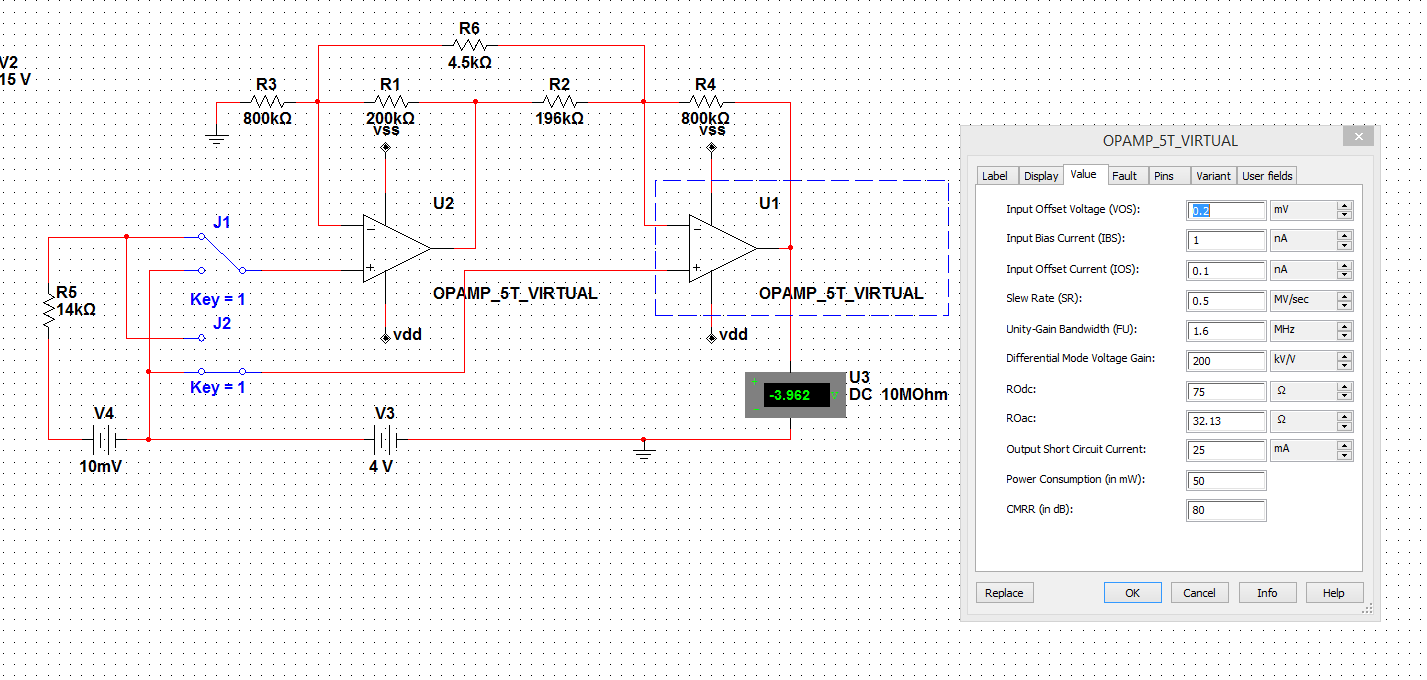 V2
15 V
R6
4.5kΩ
R3
800kΩ
R1
200kΩ
vss
R2
196kΩ
R4
800kΩ
vss
U2
U1
J1
Key = 1
OPAMP_5T_VIRTUAL
OPAMP_5T_VIRTUAL
R5
14kΩ
J2
Key = 1
vdd
vdd
V4
10mV
V3
4 V
-3.962
V
U3
DC 10MOhm
OPAMP_5T_VIRTUAL
Label Display Value Fault Pins Variant User fields
Input Offset Voltage (VOS): 0.2 mV
Input Bias Current (IBS): 1 nA
Input Offset Current (IOS): 0.1 nA
Slew Rate (SR): 0.5 MV/sec
Unity-Gain Bandwidth (FU): 1.6 MHz
Differential Mode Voltage Gain: 200 kV/V
ROdc: 75 Ω
ROac: 32.13 Ω
Output Short Circuit Current: 25 mA
Power Consumption (in mW): 50
CMRR (in dB): 80
Replace OK Cancel Info Help